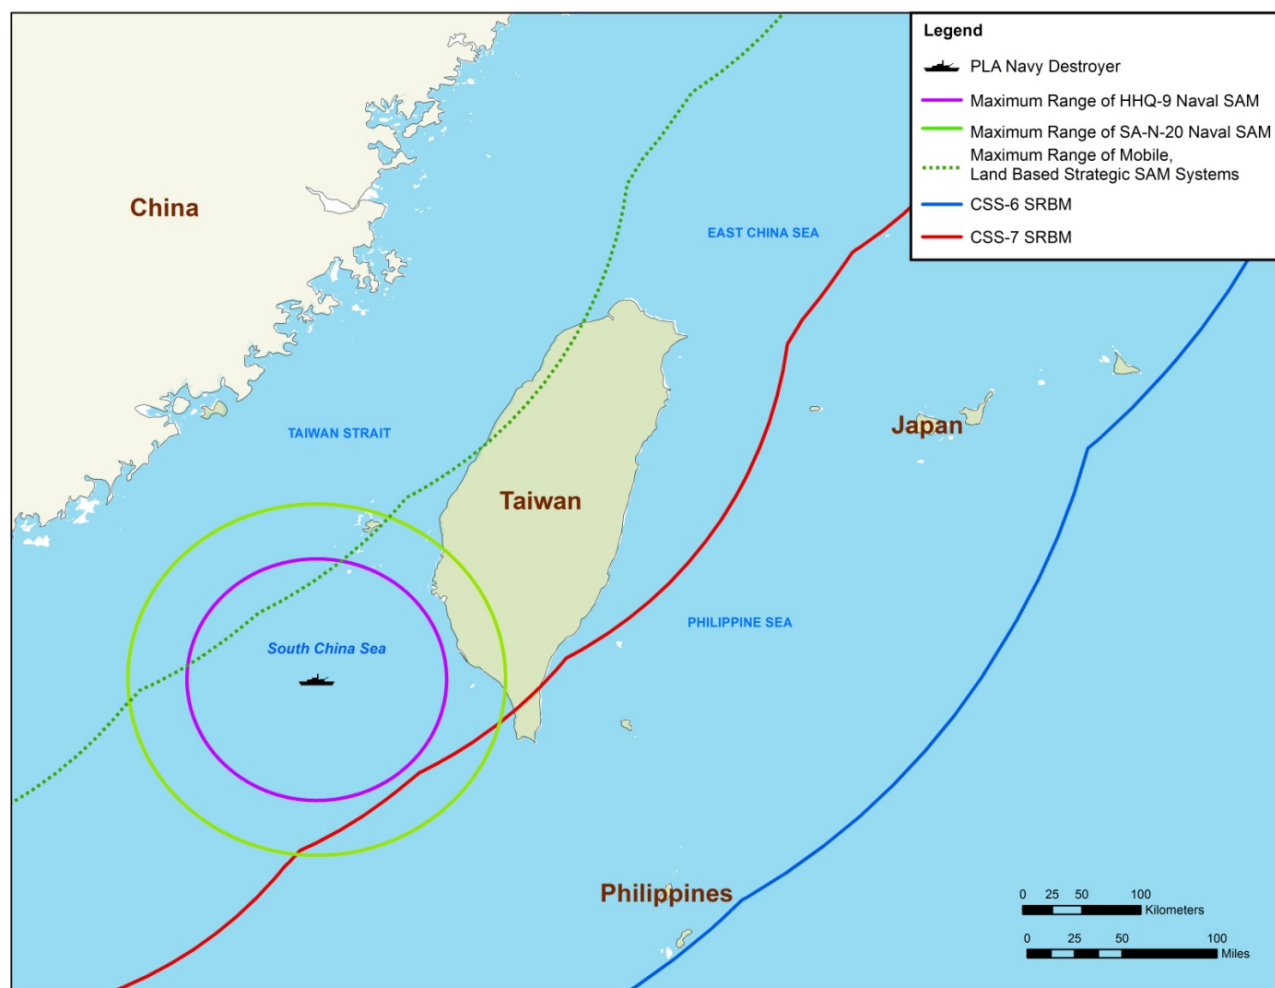 Legend
PLA Navy Destroyer
Maximum Range of HHQ-9 Naval SAM
Maximum Range of SA-N-20 Naval SAM
Maximum Range of Mobile,
Land Based Strategic SAM Systems
CSS-6 SRBM
CSS-7 SRBM
China
EAST CHINA SEA
TAIWAN STRAIT
Japan
Taiwan
PHILIPPINE SEA
South China Sea
Philippines
0 25 50 100
Kilometers
0 25 50 100
Miles